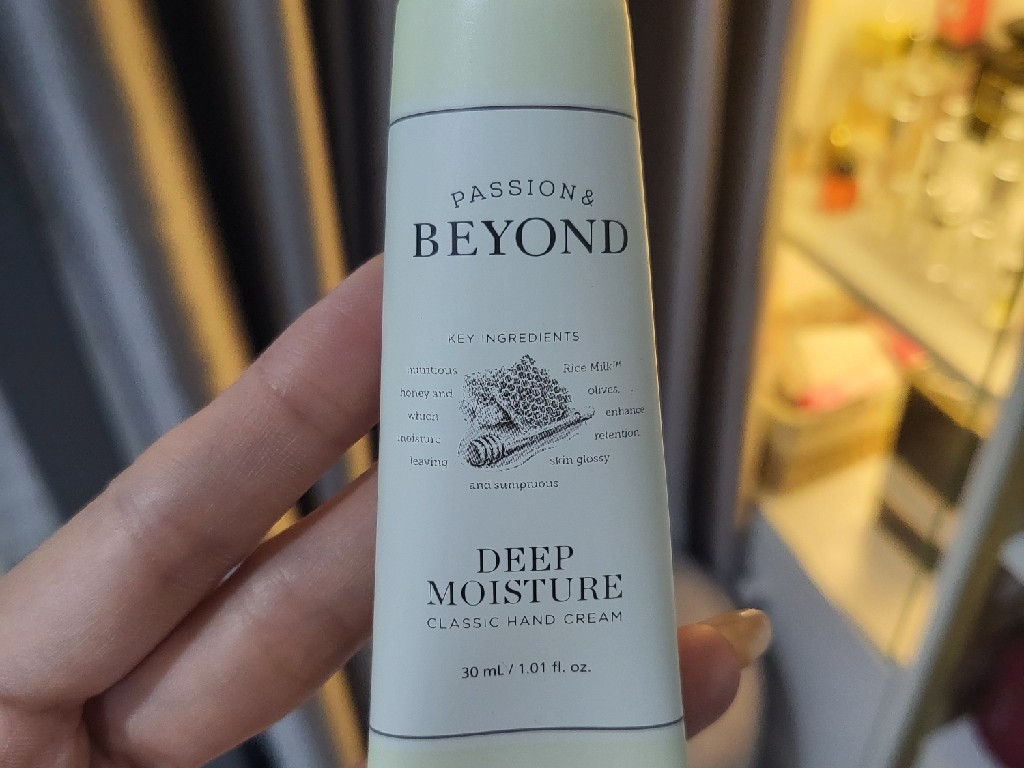 PASSION&
BEYOND
KEY INGREDIENTS
nutritious Rice Milk™
honey and olives,
which enhance
moisture retention
leaving skin glossy
and sumptuous
DEEP
MOISTURE
CLASSIC HAND CREAM
30 mL / 1.01 fl. oz.